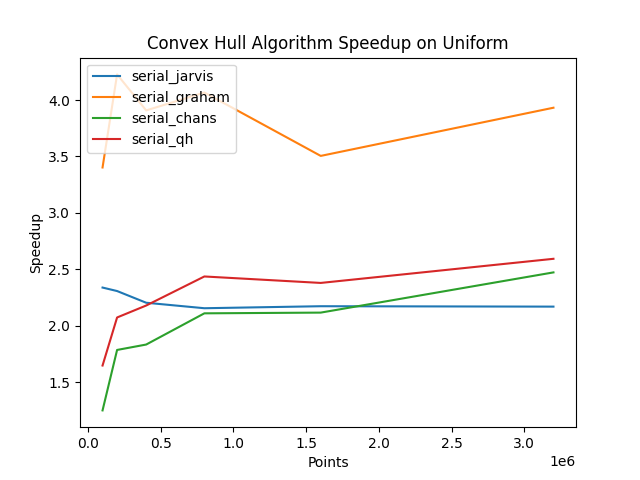 Convex Hull Algorithm Speedup on Uniform
serial_jarvis
serial_graham
serial_chans
serial_qh
Speedup
4.0
3.5
3.0
2.5
2.0
1.5
0.0
0.5
1.0
1.5
2.0
2.5
3.0
1e6
Points